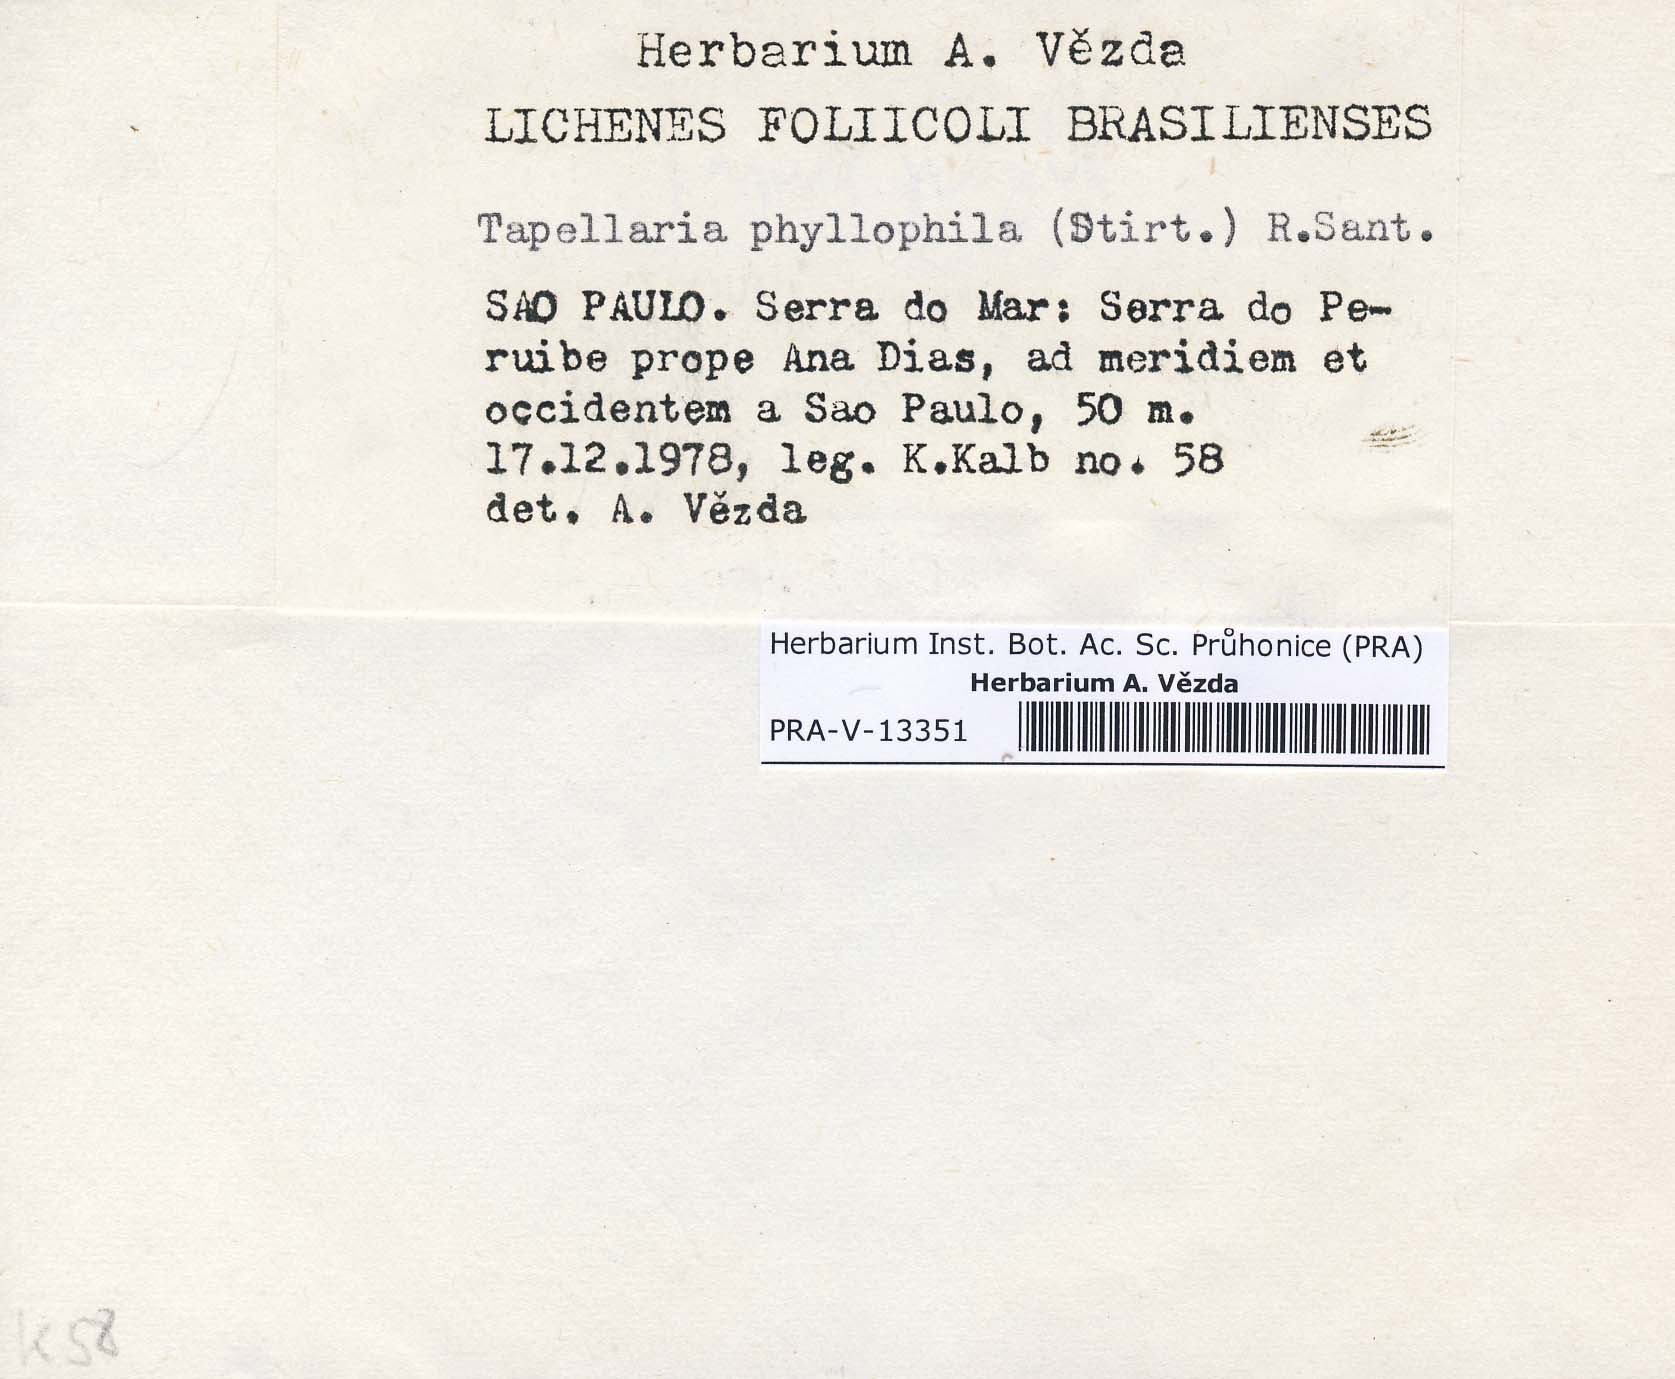 Herbarium A. Vězda
LICHENES FOLIICOLI BRASILIENSES
Tapellaria phyllophila (Stirt.) R.Sant.
SAO PAULO. Serra do Mar: Serra do Pe-
ruibe prope Ana Dias, ad meridiem et
occidentem a Sao Paulo, 50 m.
17.12.1978, leg. K.Kalb no. 58
det. A. Vězda
Herbarium Inst. Bot. Ac. Sc. Průhonice (PRA)
Herbarium A. Vězda
PRA-V-13351
K58